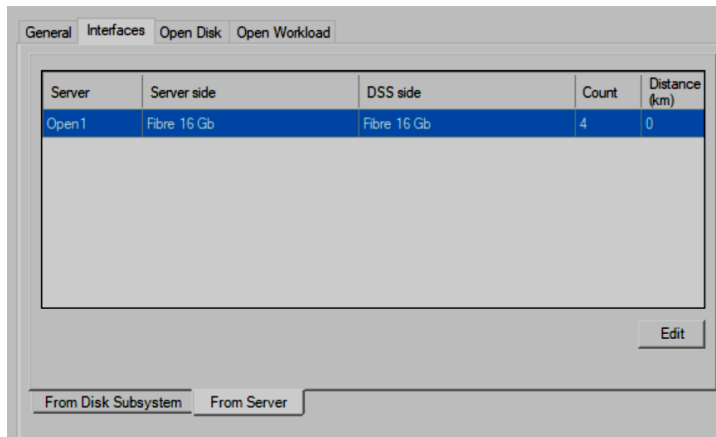 General Interfaces Open Disk Open Workload
Server Server side DSS side Count Distance (km)
Open1 Fibre 16 Gb Fibre 16 Gb 4 0
Edit
From Disk Subsystem From Server